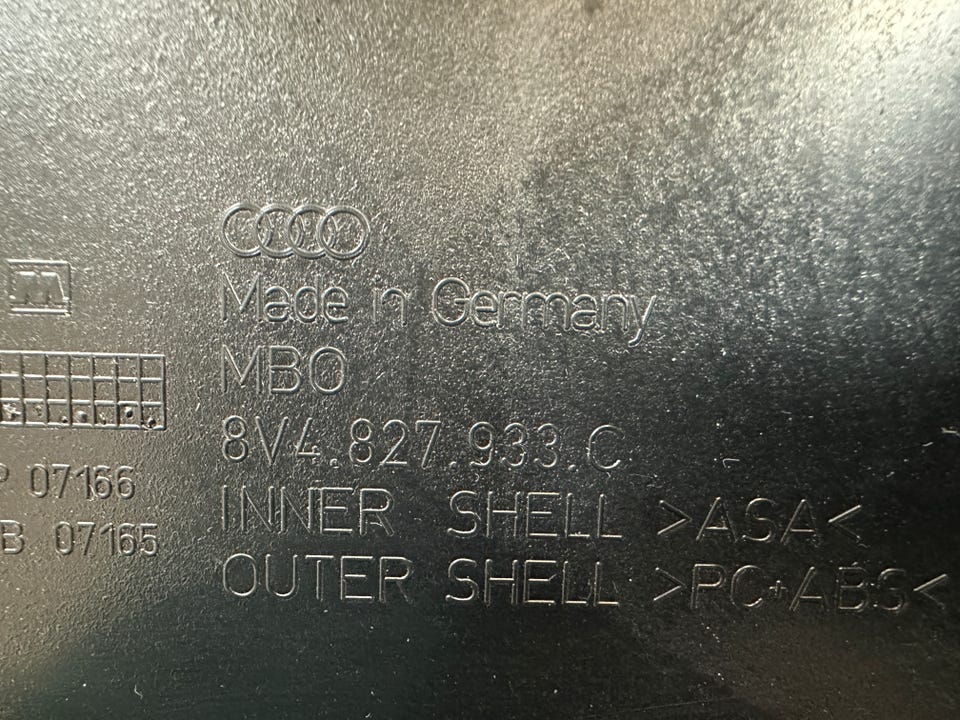 M
Made in Germany
MBO
8V4.827.933.C
P 07166
INNER SHELL >ASA<
B 07165
OUTER SHELL >PC+ABS<